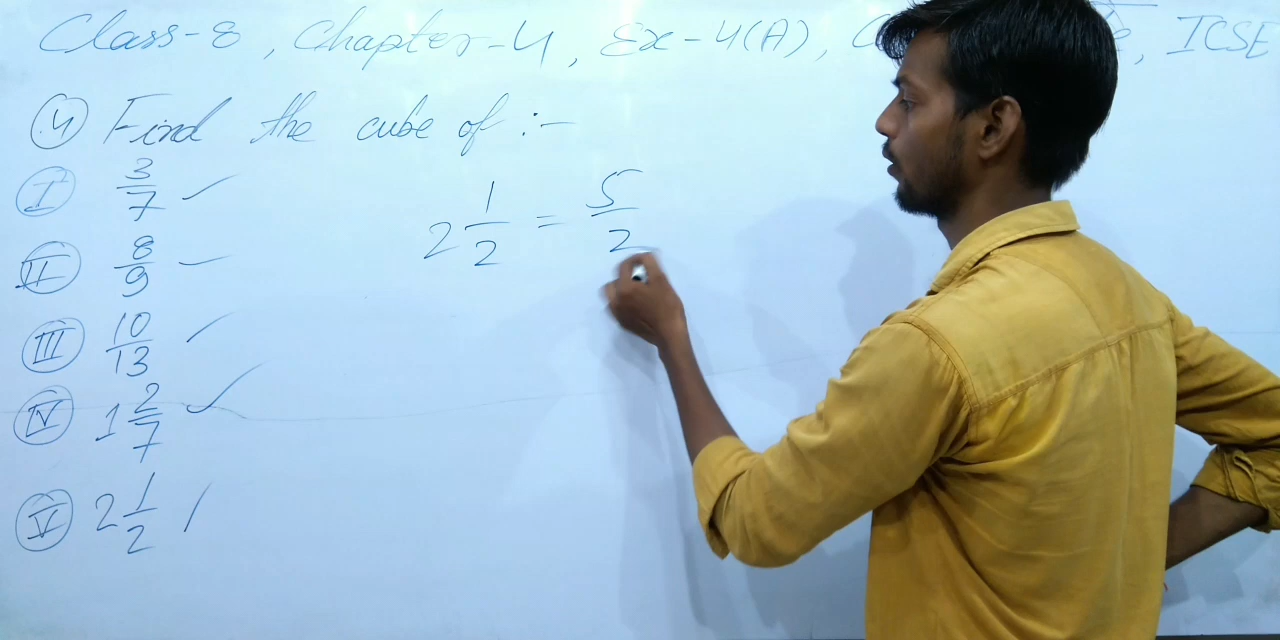 Class-8, Chapter-4, Ex-4(A), ICSE
4 Find the cube of :-
I 3/7
II 8/9
III 10/13
IV 1 2/7
V 2 1/2
2 1/2 = 5/2